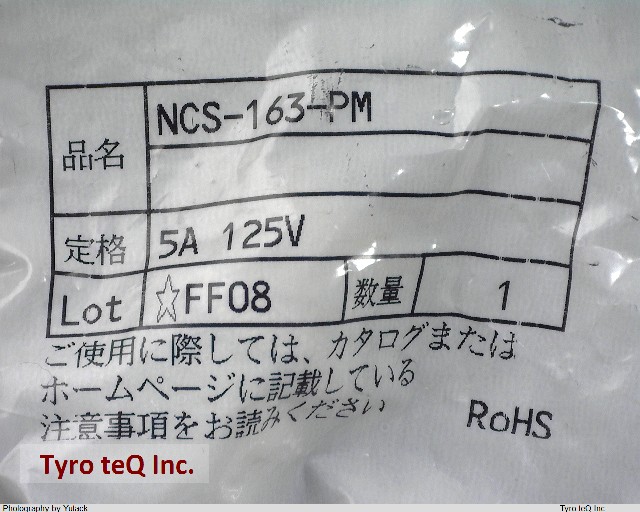 品名 NCS-163-PM
定格 5A 125V
Lot ☆FF08 数量 1
ご使用に際しては、カタログまたは
ホームページに記載している
注意事項をお読みください
RoHS
Tyro teQ Inc.
Photography by Yutack
Tyro teQ Inc